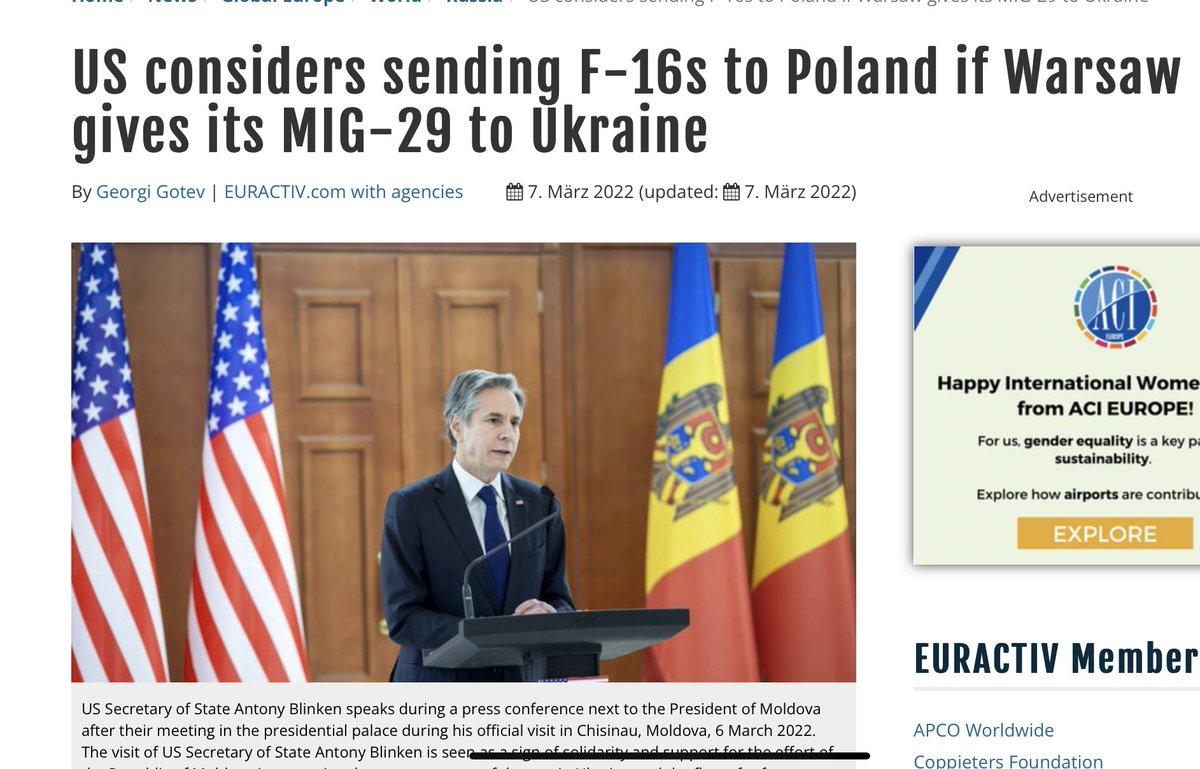 Home News Global Europe World Russia US considers sending F-16s to Poland if Warsaw gives its MIG-29 to Ukraine
US considers sending F-16s to Poland if Warsaw
gives its MIG-29 to Ukraine
By Georgi Gotev | EURACTIV.com with agencies 7. März 2022 (updated: 7. März 2022)
Advertisement
ACI
EUROPE
Happy International Wome
from ACI EUROPE!
For us, gender equality is a key pa
sustainability.
Explore how airports are contribu
EXPLORE
US Secretary of State Antony Blinken speaks during a press conference next to the President of Moldova
after their meeting in the presidential palace during his official visit in Chisinau, Moldova, 6 March 2022.
The visit of US Secretary of State Antony Blinken is seen as a sign of solidarity and support for the effort of
EURACTIV Member
APCO Worldwide
Coppieters Foundation